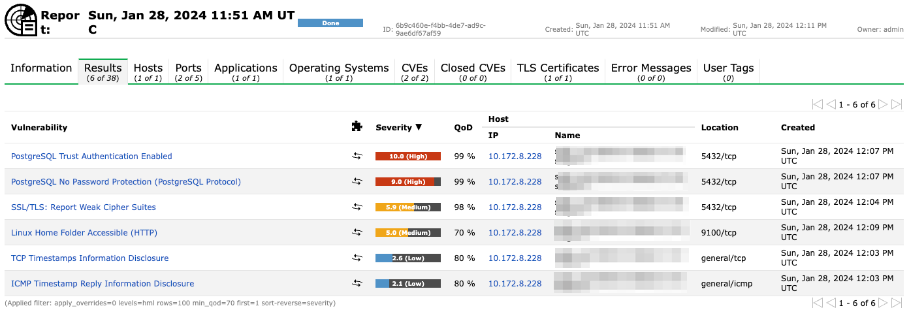 Report: Sun, Jan 28, 2024 11:51 AM UTC
Done
ID: 6b9c460e-f4bb-4de7-ad9c-9ae6df67af59
Created: Sun, Jan 28, 2024 11:51 AM UTC
Modified: Sun, Jan 28, 2024 12:11 PM UTC
Owner: admin
Information Results (6 of 38) Hosts (1 of 1) Ports (2 of 5) Applications (1 of 1) Operating Systems (1 of 1) CVEs (2 of 2) Closed CVEs (0 of 0) TLS Certificates (1 of 1) Error Messages (0 of 0) User Tags (0)
1 - 6 of 6
Vulnerability Severity ▼ QoD Host IP Name Location Created
PostgreSQL Trust Authentication Enabled 10.0 (High) 99 % 10.172.8.228 5432/tcp Sun, Jan 28, 2024 12:07 PM UTC
PostgreSQL No Password Protection (PostgreSQL Protocol) 9.0 (High) 99 % 10.172.8.228 5432/tcp Sun, Jan 28, 2024 12:07 PM UTC
SSL/TLS: Report Weak Cipher Suites 5.9 (Medium) 98 % 10.172.8.228 5432/tcp Sun, Jan 28, 2024 12:04 PM UTC
Linux Home Folder Accessible (HTTP) 5.0 (Medium) 70 % 10.172.8.228 9100/tcp Sun, Jan 28, 2024 12:09 PM UTC
TCP Timestamps Information Disclosure 2.6 (Low) 80 % 10.172.8.228 general/tcp Sun, Jan 28, 2024 12:03 PM UTC
ICMP Timestamp Reply Information Disclosure 2.1 (Low) 80 % 10.172.8.228 general/icmp Sun, Jan 28, 2024 12:03 PM UTC
(Applied filter: apply_overrides=0 levels=hml rows=100 min_qod=70 first=1 sort-reverse=severity)
1 - 6 of 6